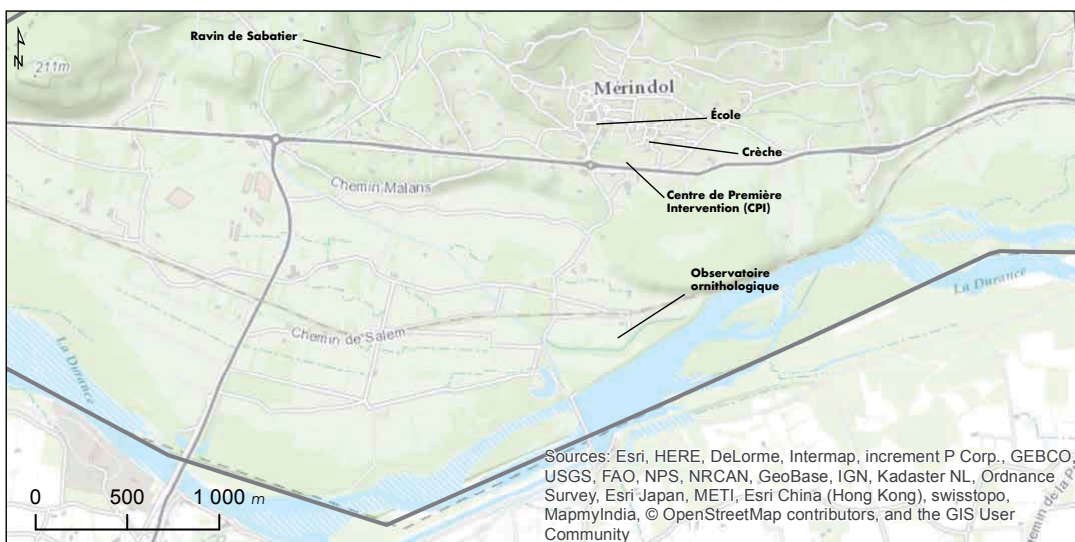 Ravin de Sabatier
N
211m
Mérindol
École
Crèche
Chemin Malans
Centre de Première
Intervention (CPI)
Observatoire
ornithologique
La Durance
Chemin de Salem
La Durance
Sources: Esri, HERE, DeLorme, Intermap, increment P Corp., GEBCO,
USGS, FAO, NPS, NRCAN, GeoBase, IGN, Kadaster NL, Ordnance
Survey, Esri Japan, METI, Esri China (Hong Kong), swisstopo,
MapmyIndia, © OpenStreetMap contributors, and the GIS User
Community
0 500 1 000 m